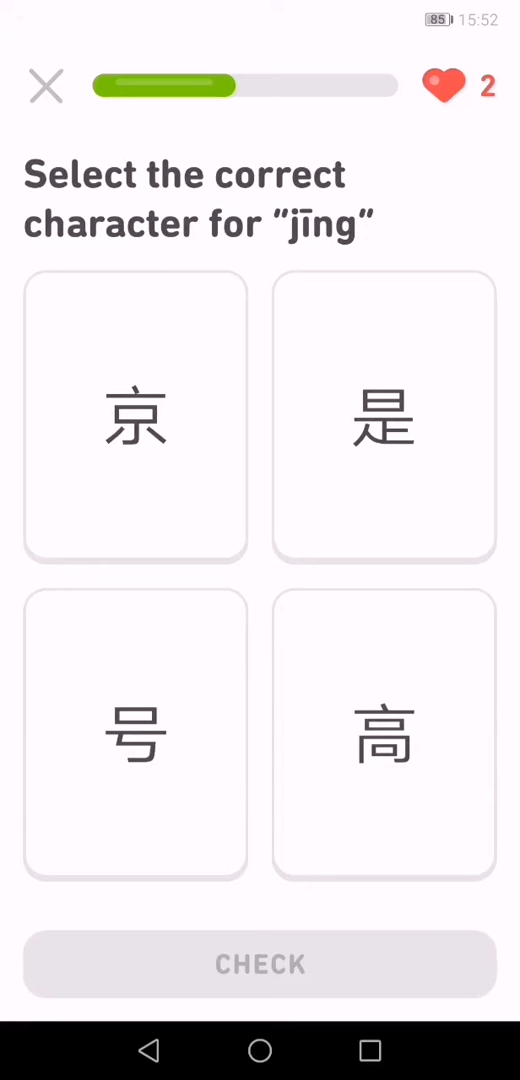 85 15:52
2
Select the correct
character for "jīng"
京 是
号 高
CHECK